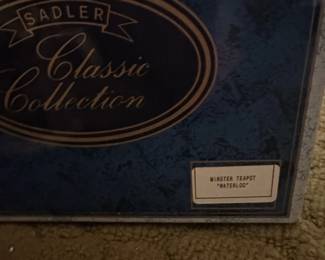 SADLER
Classic
Collection
MINSTER TEAPOT
"WATERLOO"